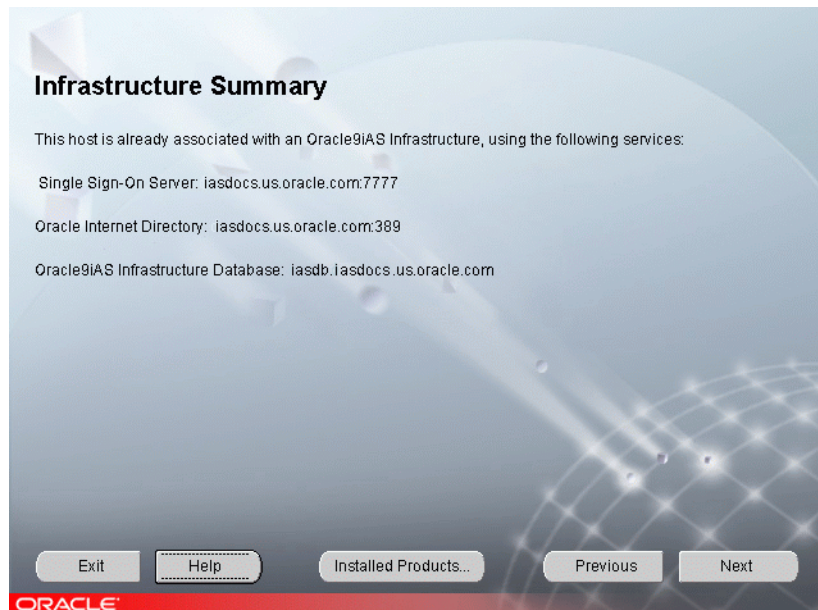 Infrastructure Summary
This host is already associated with an Oracle9iAS Infrastructure, using the following services:
Single Sign-On Server: iasdocs.us.oracle.com:7777
Oracle Internet Directory: iasdocs.us.oracle.com:389
Oracle9iAS Infrastructure Database: iasdb.iasdocs.us.oracle.com
Exit Help Installed Products... Previous Next
ORACLE